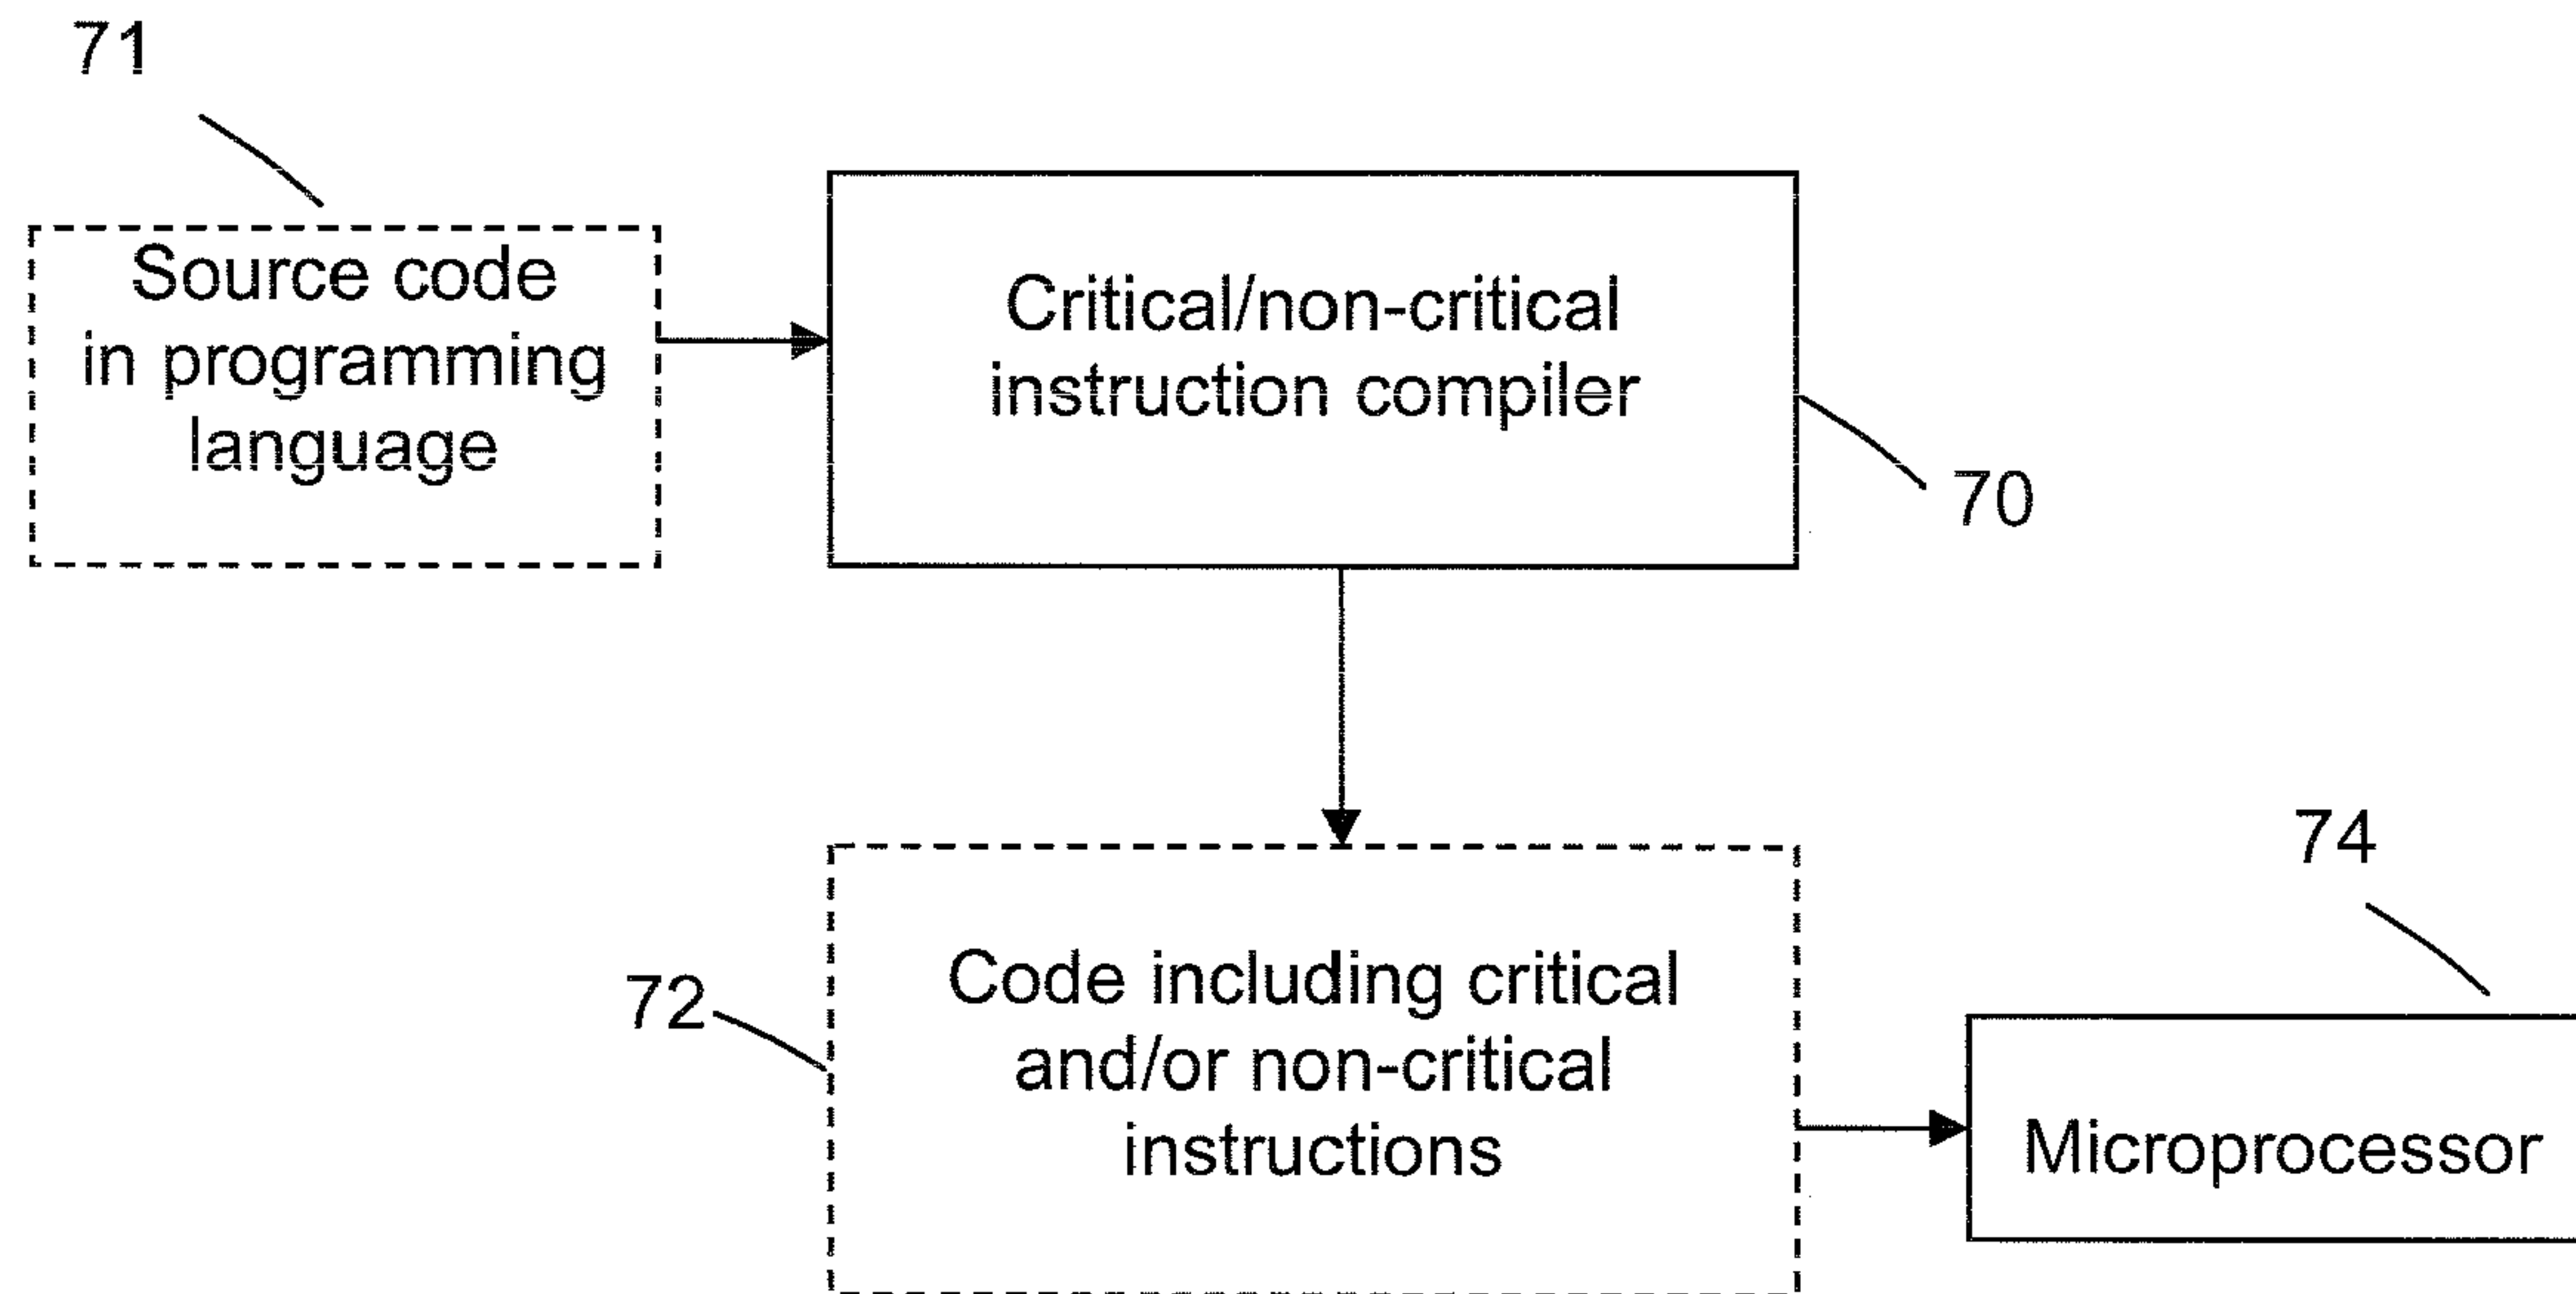 71
Source code
in programming
language
Critical/non-critical
instruction compiler
70
72
Code including critical
and/or non-critical
instructions
74
Microprocessor